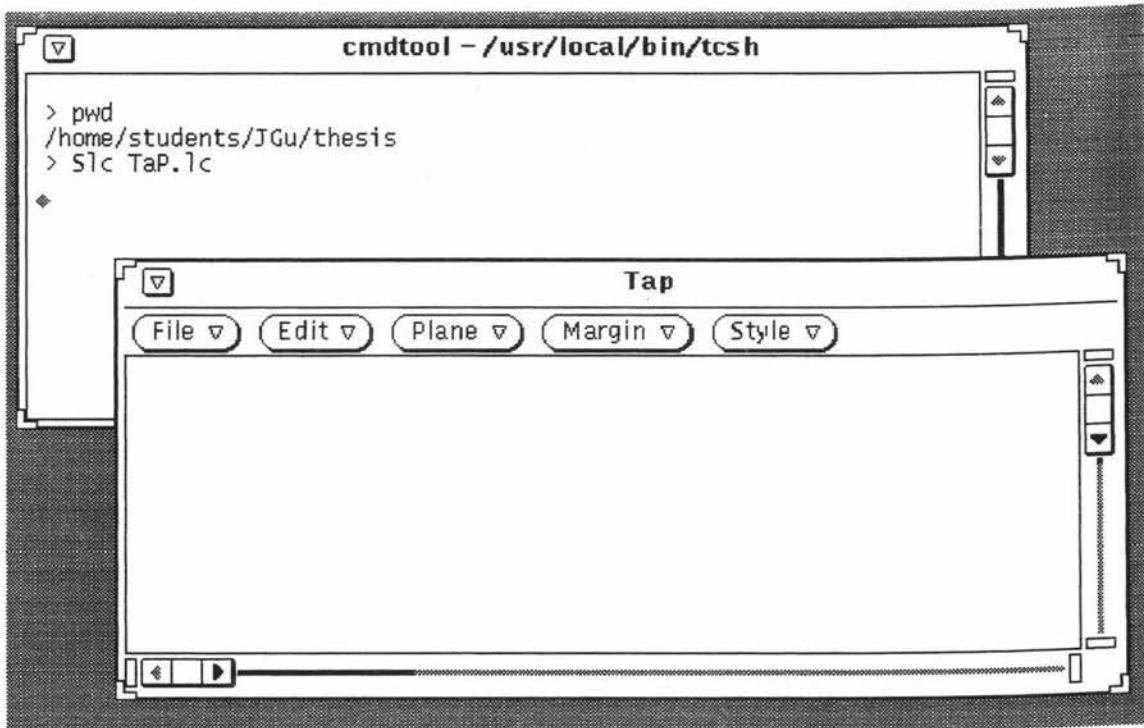 cmdtool – /usr/local/bin/tcsh
> pwd
/home/students/JGu/thesis
> Slc TaP.lc
Tap
File Edit Plane Margin Style